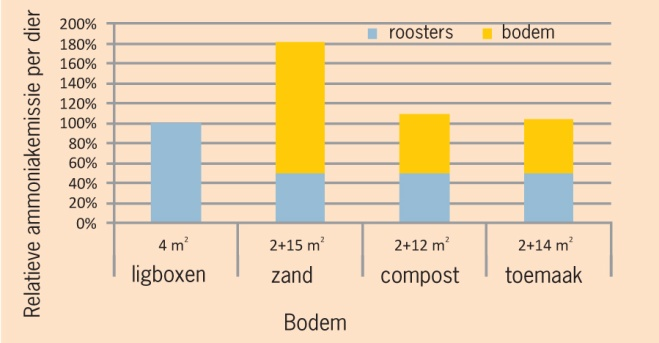 Relatieve ammoniakemissie per dier
200%
180%
160%
140%
120%
100%
80%
60%
40%
20%
0%
roosters bodem
4 m² 2+15 m² 2+12 m² 2+14 m²
ligboxen zand compost toemaak
Bodem